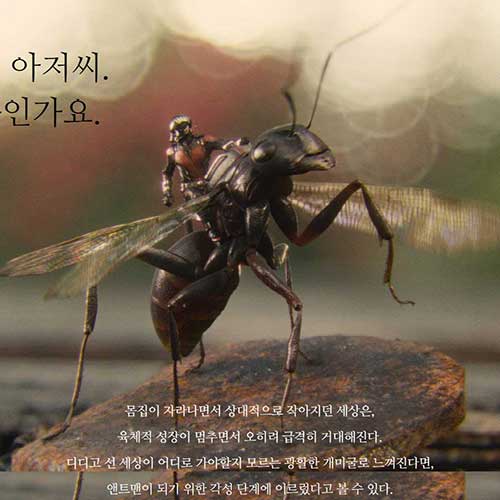 아저씨.
인가요.
몸집이 자라나면서 상대적으로 작아지던 세상은,
육체적 성장이 멈추면서 오히려 급격히 거대해진다.
디디고 선 세상이 어디로 가야할지 모르는 광활한 개미굴로 느껴진다면,
앤트맨이 되기 위한 각성 단계에 이르렀다고 볼 수 있다.